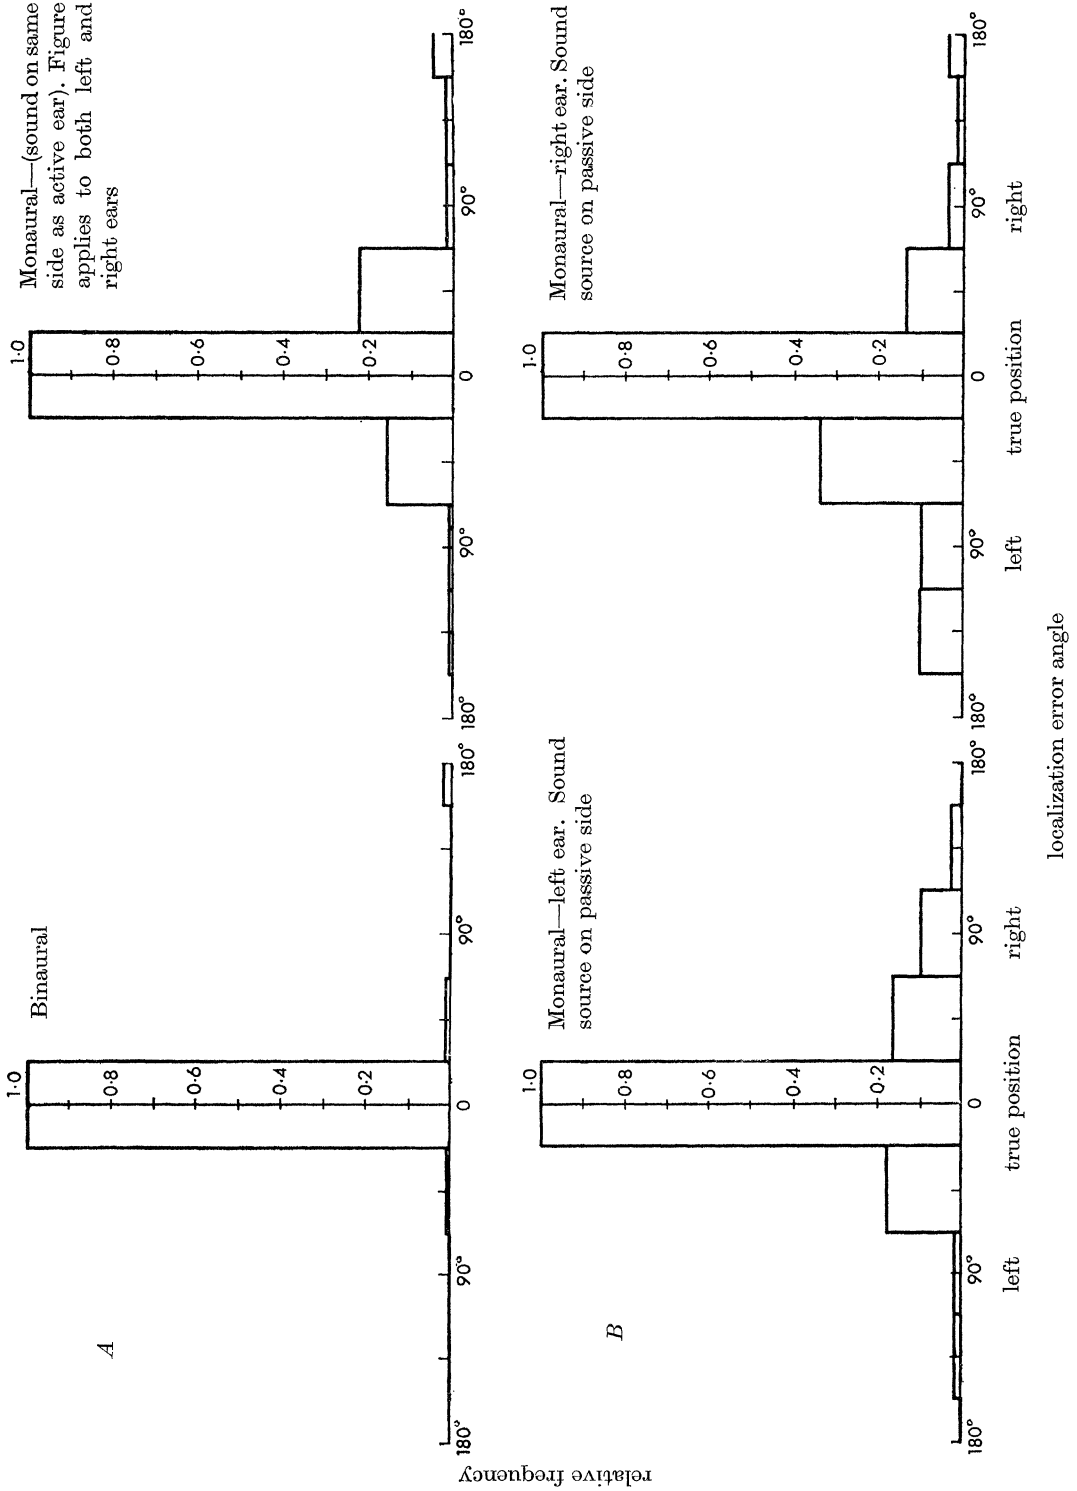 relative frequency
A
Binaural
1·0
0·8
0·6
0·4
0·2
180° 90° 0 90° 180°
Monaural—(sound on same
side as active ear). Figure
applies to both left and
right ears
1·0
0·8
0·6
0·4
0·2
180° 90° 0 90° 180°
B
Monaural—left ear. Sound
source on passive side
1·0
0·8
0·6
0·4
0·2
180° 90° 0 90° 180°
left true position right
Monaural—right ear. Sound
source on passive side
1·0
0·8
0·6
0·4
0·2
180° 90° 0 90° 180°
left true position right
localization error angle